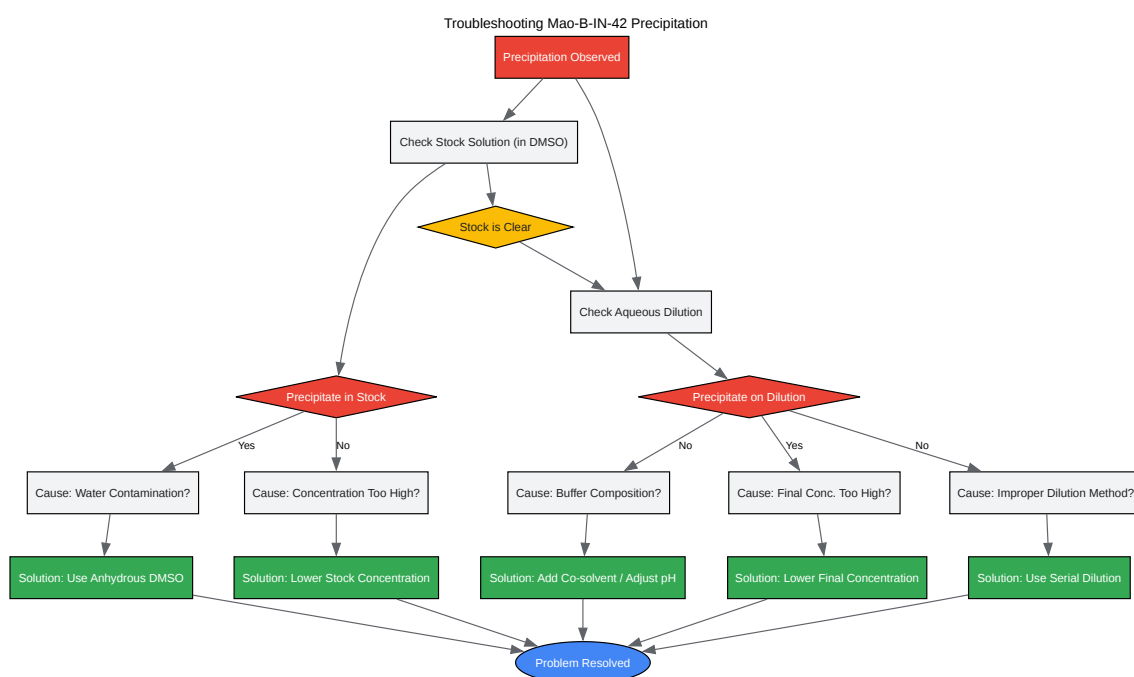 Troubleshooting Mao-B-IN-42 Precipitation
Precipitation Observed
Check Stock Solution (in DMSO)
Stock is Clear
Check Aqueous Dilution
Precipitate in Stock
Precipitate on Dilution
Yes
No
No
Yes
No
Cause: Water Contamination?
Cause: Concentration Too High?
Cause: Buffer Composition?
Cause: Final Conc. Too High?
Cause: Improper Dilution Method?
Solution: Use Anhydrous DMSO
Solution: Lower Stock Concentration
Solution: Add Co-solvent / Adjust pH
Solution: Lower Final Concentration
Solution: Use Serial Dilution
Problem Resolved